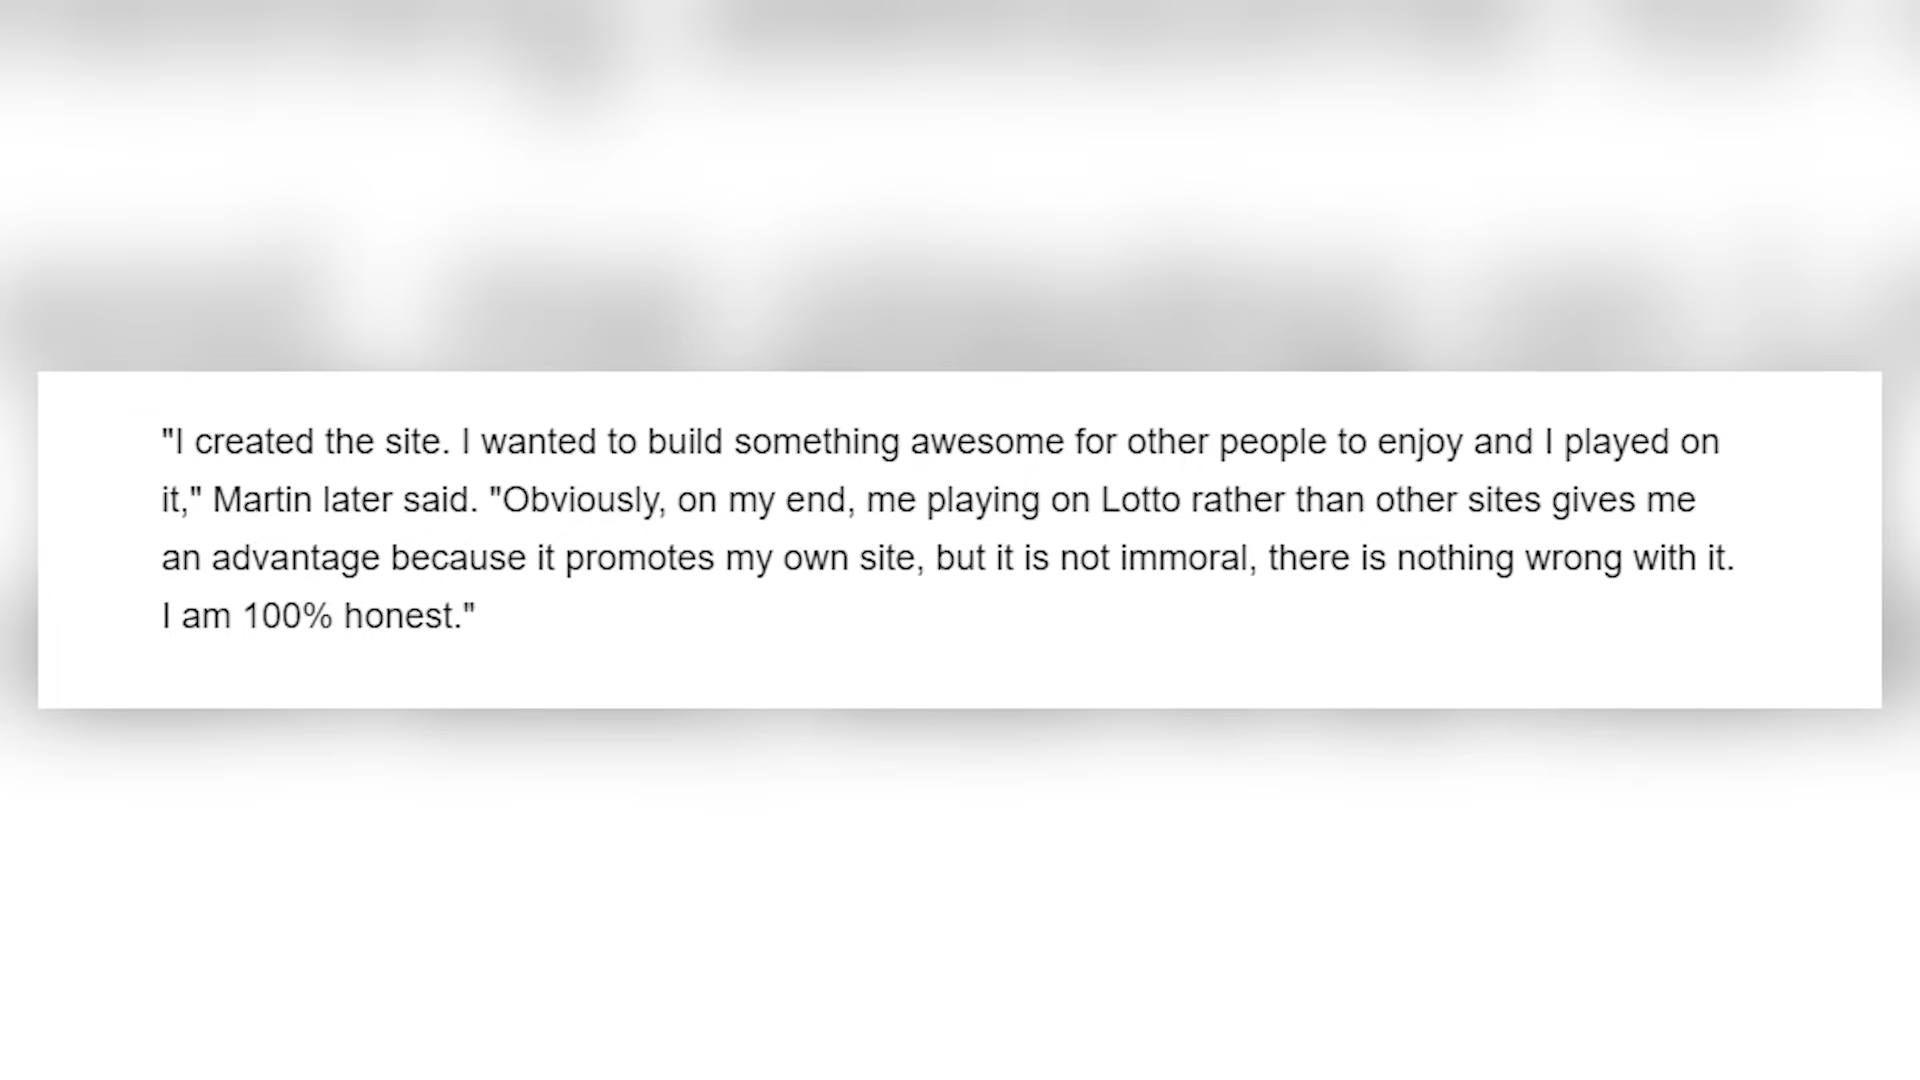 "I created the site. I wanted to build something awesome for other people to enjoy and I played on
it," Martin later said. "Obviously, on my end, me playing on Lotto rather than other sites gives me
an advantage because it promotes my own site, but it is not immoral, there is nothing wrong with it.
I am 100% honest."